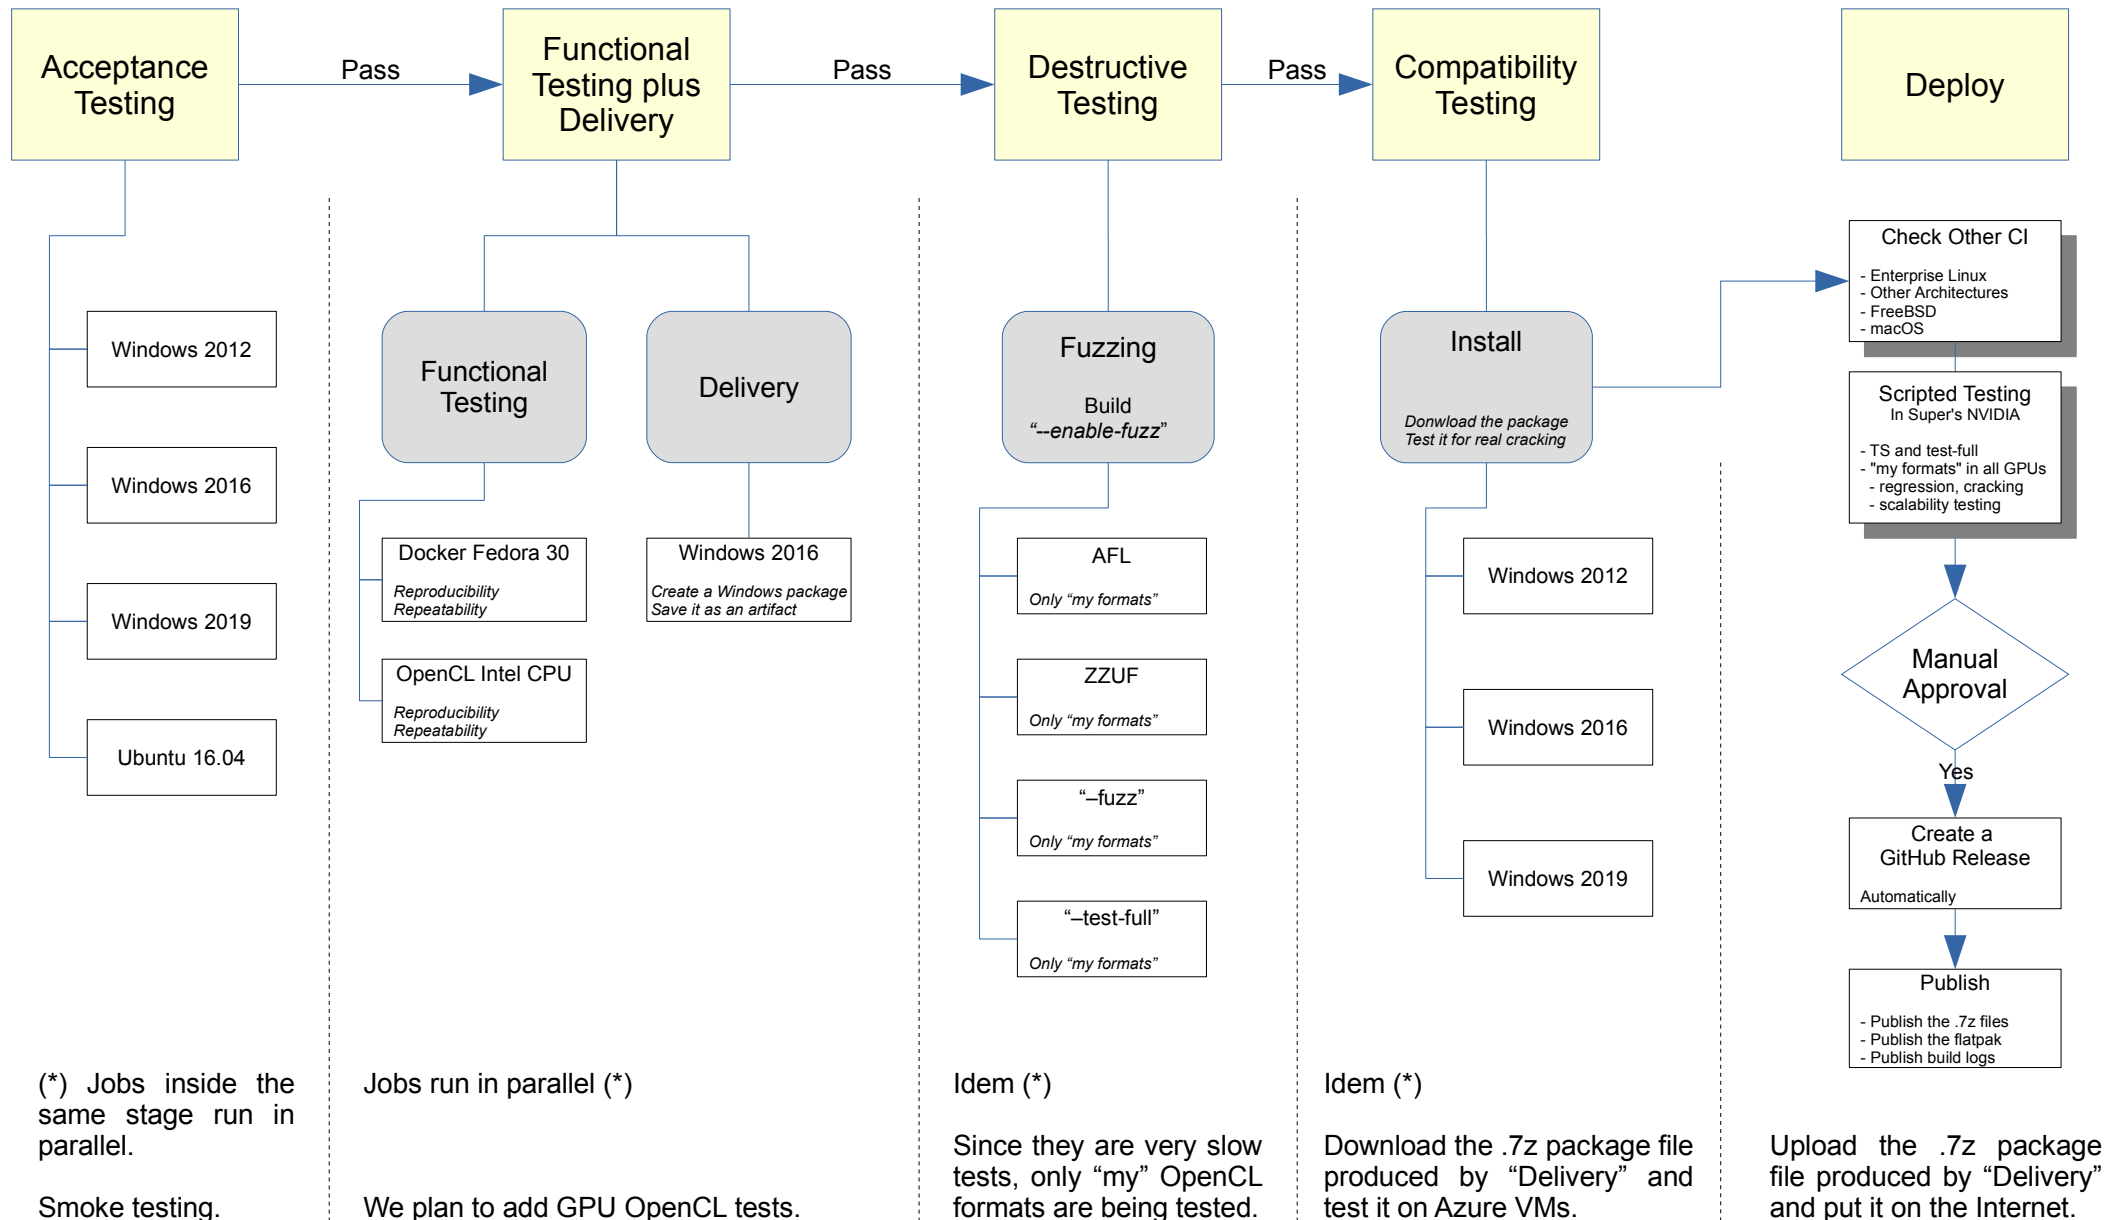 Acceptance
Testing
Pass
Functional
Testing plus
Delivery
Pass
Destructive
Testing
Pass
Compatibility
Testing
Deploy
Windows 2012
Windows 2016
Windows 2019
Ubuntu 16.04
Functional
Testing
Delivery
Docker Fedora 30
Reproducibility
Repeatability
OpenCL Intel CPU
Reproducibility
Repeatability
Windows 2016
Create a Windows package
Save it as an artifact
Fuzzing
Build
“--enable-fuzz”
AFL
Only “my formats”
ZZUF
Only “my formats”
“–fuzz”
Only “my formats”
“–test-full”
Only “my formats”
Install
Donwload the package
Test it for real cracking
Windows 2012
Windows 2016
Windows 2019
Check Other CI
- Enterprise Linux
- Other Architectures
- FreeBSD
- macOS
Scripted Testing
In Super's NVIDIA
- TS and test-full
- "my formats" in all GPUs
- regression, cracking
- scalability testing
Manual
Approval
Yes
Create a
GitHub Release
Automatically
Publish
- Publish the .7z files
- Publish the flatpak
- Publish build logs
(*) Jobs inside the
same stage run in
parallel.
Smoke testing.
Jobs run in parallel (*)
We plan to add GPU OpenCL tests.
Idem (*)
Since they are very slow
tests, only “my” OpenCL
formats are being tested.
Idem (*)
Download the .7z package file
produced by “Delivery” and
test it on Azure VMs.
Upload the .7z package
file produced by “Delivery”
and put it on the Internet.